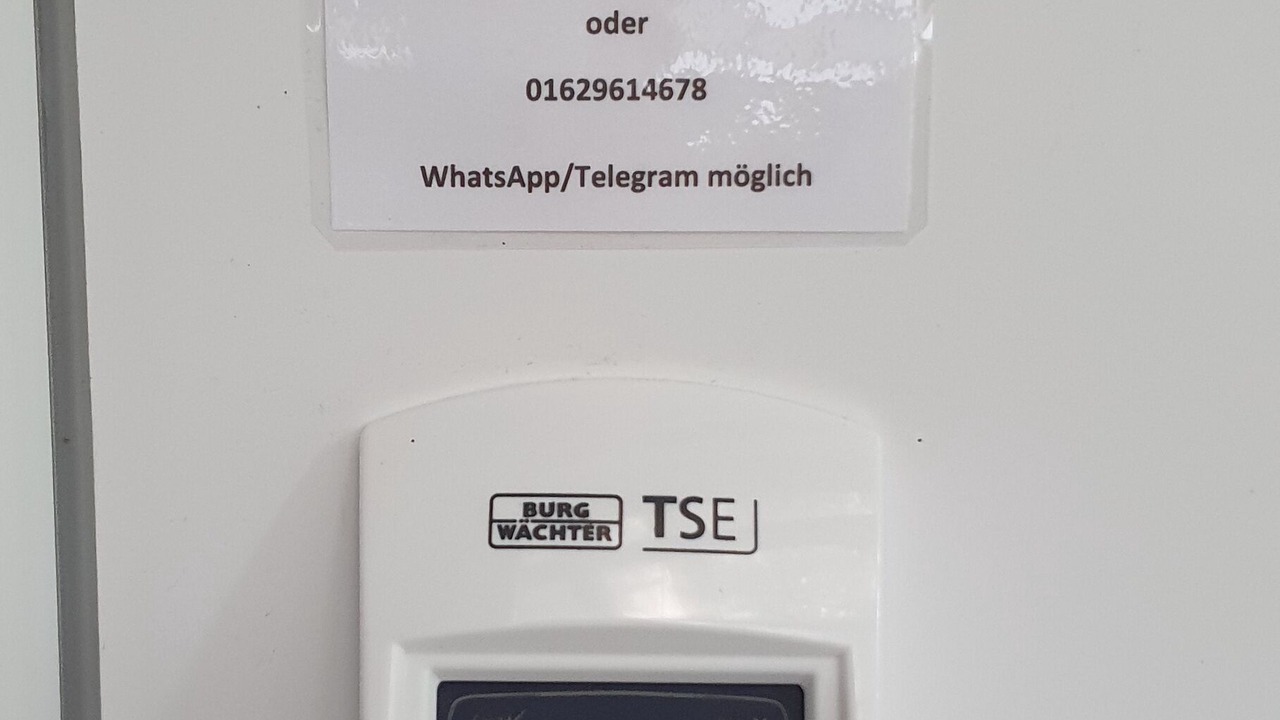 oder
01629614678
WhatsApp/Telegram möglich
BURG
WÄCHTER
TSE